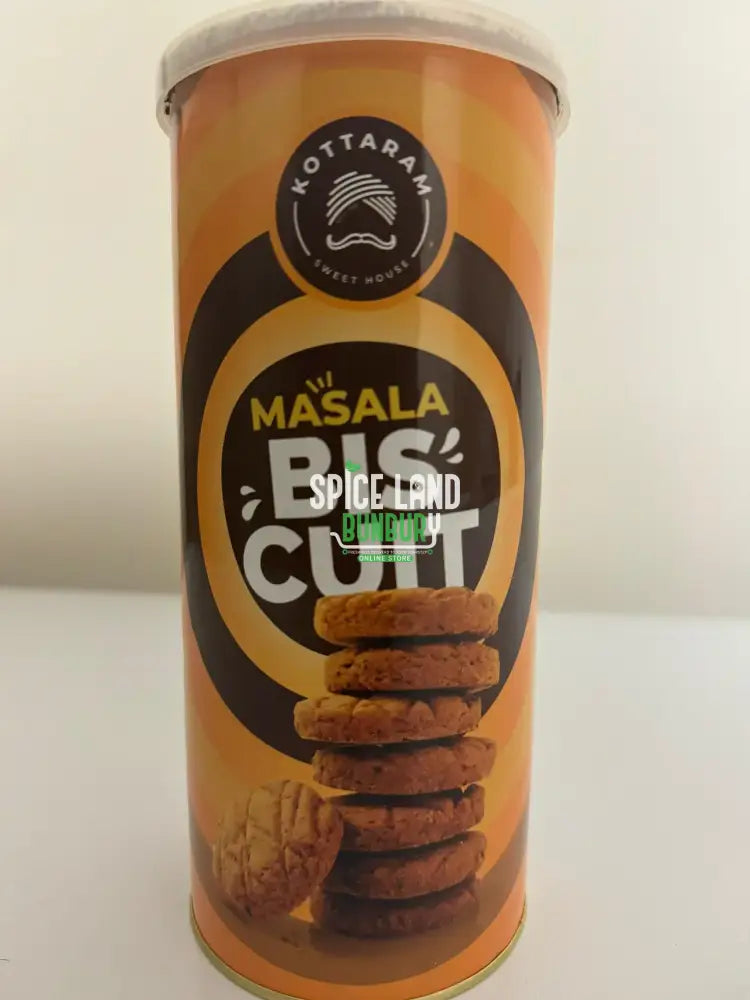 KOTTARAM
SWEET HOUSE
MASALA
BIS
CUIT
SPICE LAND
BUNBURY
ONLINE STORE